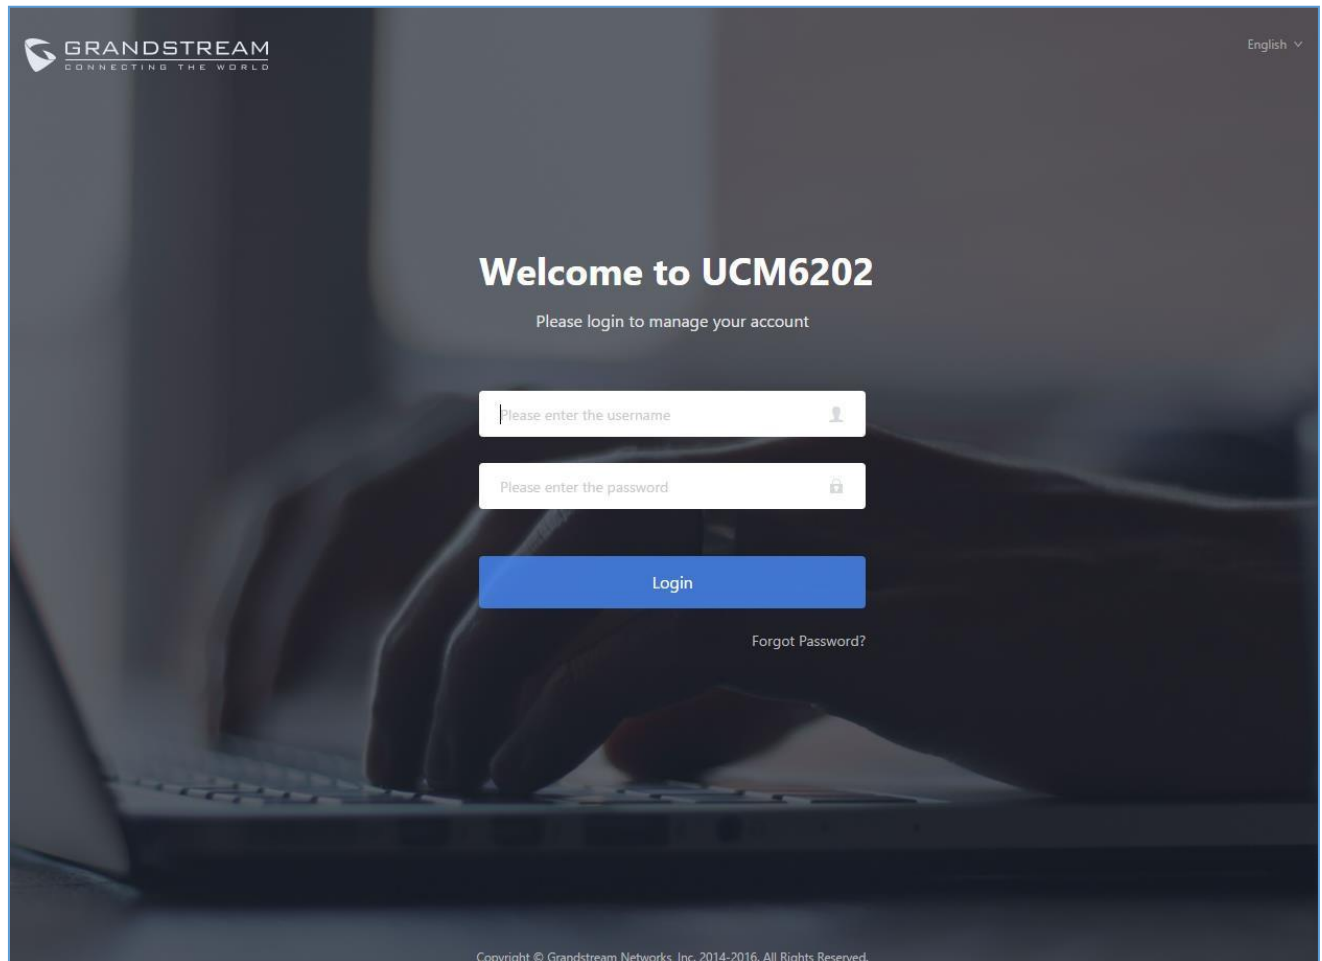 GRANDSTREAM
CONNECTING THE WORLD
English
Welcome to UCM6202
Please login to manage your account
Please enter the username
Please enter the password
Login
Forgot Password?
Copyright © Grandstream Networks, Inc. 2014-2016. All Rights Reserved.